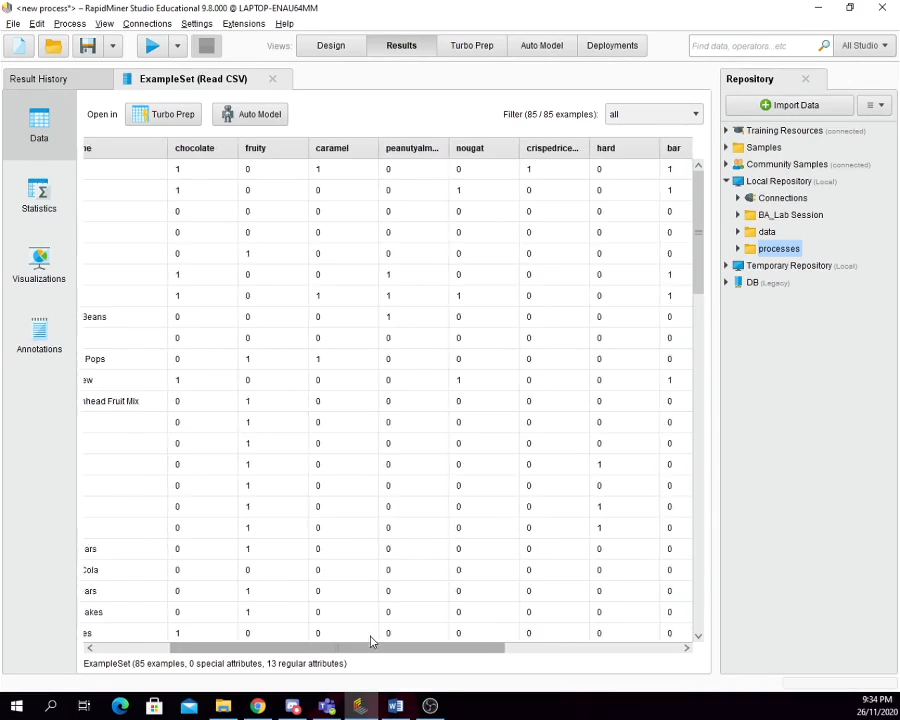 <new process*> – RapidMiner Studio Educational 9.8.000 @ LAPTOP-ENAU64MM
File Edit Process View Connections Settings Extensions Help
Views: Design Results Turbo Prep Auto Model Deployments Find data, operators...etc All Studio
Result History ExampleSet (Read CSV) Repository
Open in Turbo Prep Auto Model Filter (85 / 85 examples): all Import Data
Data
Statistics
Visualizations
Annotations
ne chocolate fruity caramel peanutyalm... nougat crispedrice... hard bar
1 0 1 0 0 1 0 1
1 0 0 0 1 0 0 1
0 0 0 0 0 0 0 0
0 0 0 0 0 0 0 0
0 1 0 0 0 0 0 0
1 0 0 1 0 0 0 1
1 0 1 1 1 0 0 1
Beans 0 0 0 1 0 0 0 0
0 0 0 0 0 0 0 0
Pops 0 1 1 0 0 0 0 0
ew 1 0 0 0 1 0 0 1
head Fruit Mix 0 1 0 0 0 0 0 0
0 1 0 0 0 0 0 0
0 1 0 0 0 0 0 0
0 1 0 0 0 0 1 0
0 1 0 0 0 0 0 0
0 1 0 0 0 0 1 0
0 1 0 0 0 0 1 0
ars 0 1 0 0 0 0 0 0
Cola 0 0 0 0 0 0 0 0
ars 0 1 0 0 0 0 0 0
akes 0 1 0 0 0 0 0 0
es 1 0 0 0 0 0 0 0
ExampleSet (85 examples, 0 special attributes, 13 regular attributes)
Training Resources (connected)
Samples
Community Samples (connected)
Local Repository (Local)
Connections
BA_Lab Session
data
processes
Temporary Repository (Local)
DB (Legacy)
9:34 PM
26/11/2020